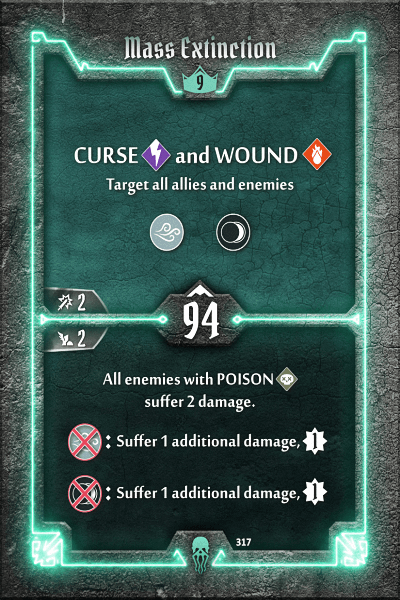 Mass Extinction
9
CURSE and WOUND
Target all allies and enemies
2
94
2
All enemies with POISON
suffer 2 damage.
: Suffer 1 additional damage, 1
: Suffer 1 additional damage, 1
317